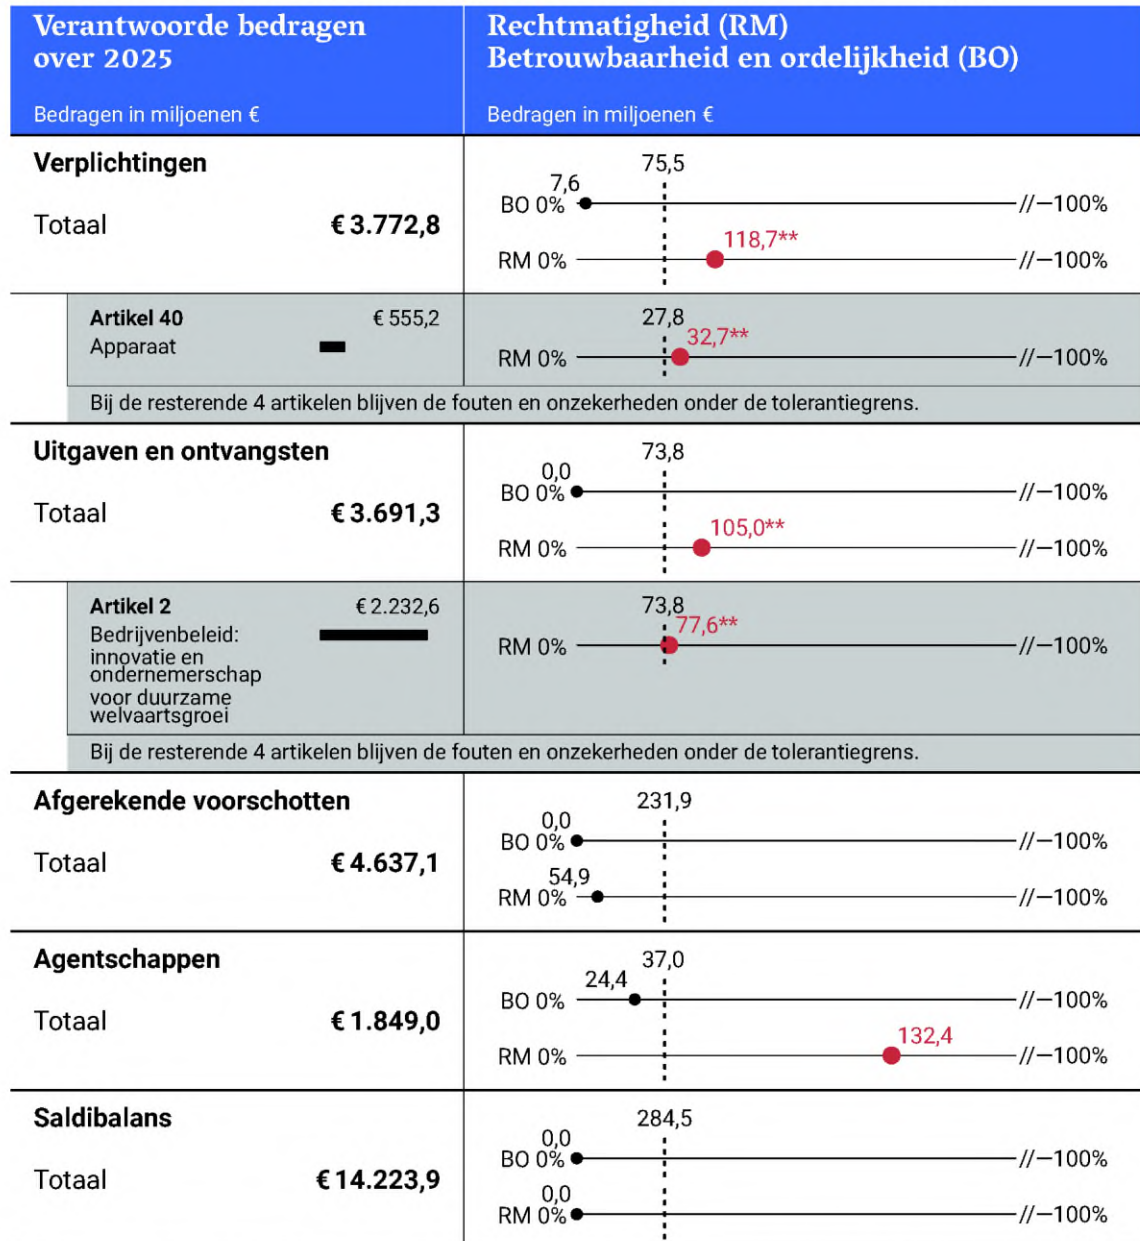 Verantwoorde bedragen
over 2025
Bedragen in miljoenen €
Rechtmatigheid (RM)
Betrouwbaarheid en ordelijkheid (BO)
Bedragen in miljoenen €
Verplichtingen
Totaal € 3.772,8
75,5
7,6
BO 0% //–100%
118,7**
RM 0% //–100%
Artikel 40 € 555,2
Apparaat
27,8
32,7**
RM 0% //–100%
Bij de resterende 4 artikelen blijven de fouten en onzekerheden onder de tolerantiegrens.
Uitgaven en ontvangsten
Totaal € 3.691,3
73,8
0,0
BO 0% //–100%
105,0**
RM 0% //–100%
Artikel 2 € 2.232,6
Bedrijvenbeleid:
innovatie en
ondernemerschap
voor duurzame
welvaartsgroei
73,8
77,6**
RM 0% //–100%
Bij de resterende 4 artikelen blijven de fouten en onzekerheden onder de tolerantiegrens.
Afgerekende voorschotten
Totaal € 4.637,1
231,9
0,0
BO 0% //–100%
54,9
RM 0% //–100%
Agentschappen
Totaal € 1.849,0
37,0
24,4
BO 0% //–100%
132,4
RM 0% //–100%
Saldibalans
Totaal € 14.223,9
284,5
0,0
BO 0% //–100%
0,0
RM 0% //–100%